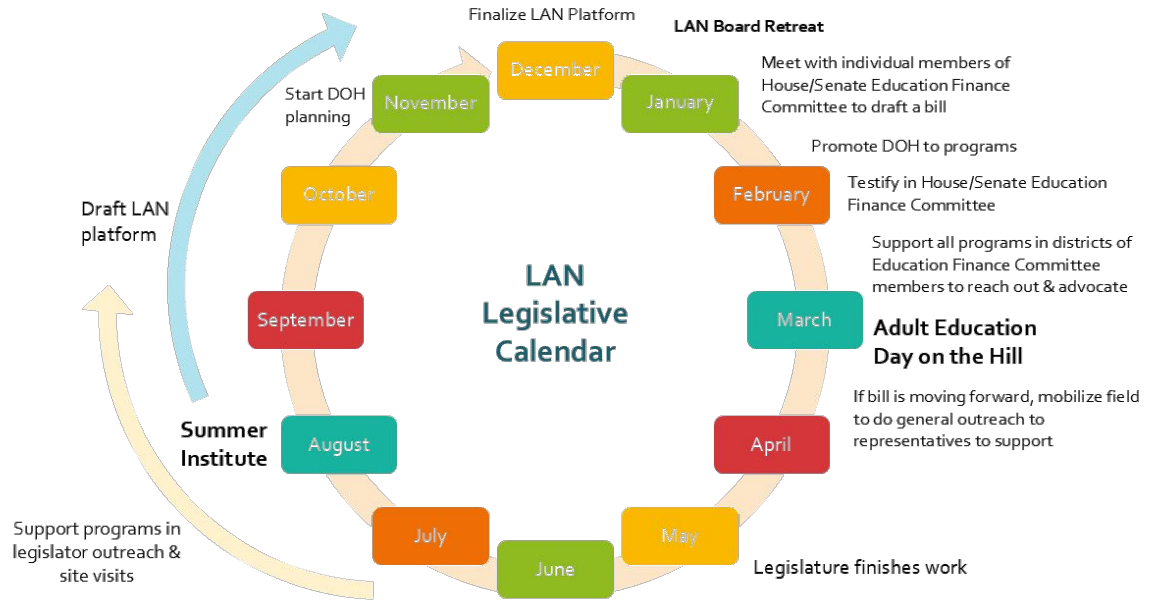 Finalize LAN Platform
LAN Board Retreat
December
January
Meet with individual members of
House/Senate Education Finance
Committee to draft a bill
Promote DOH to programs
February
Testify in House/Senate Education
Finance Committee
Support all programs in districts of
Education Finance Committee
members to reach out & advocate
March
Adult Education
Day on the Hill
If bill is moving forward, mobilize field
to do general outreach to
representatives to support
April
May
Legislature finishes work
June
July
Support programs in
legislator outreach &
site visits
August
Summer
Institute
September
Draft LAN
platform
October
November
Start DOH
planning
LAN
Legislative
Calendar